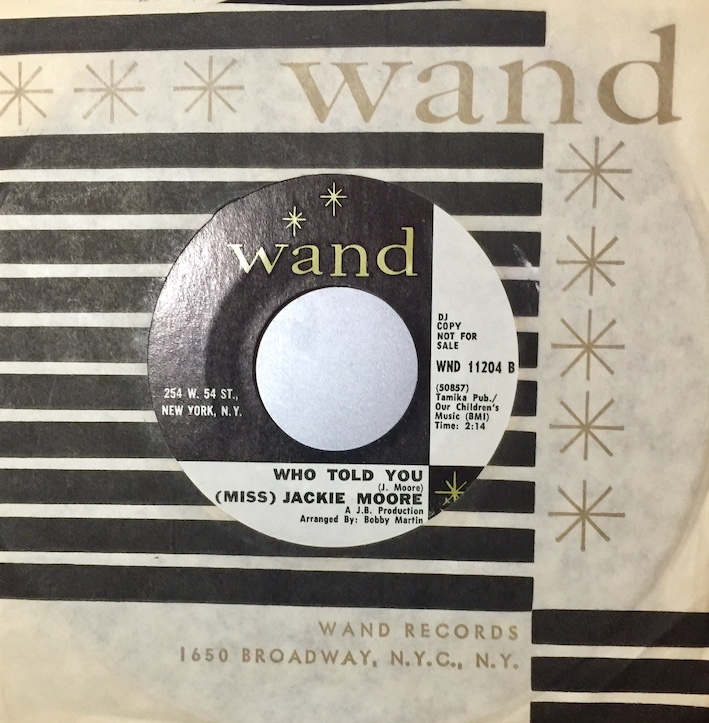 wand
wand
DJ
COPY
NOT FOR
SALE
WND 11204 B
(50857)
Tamika Pub./
Our Children's
Music (BMI)
Time: 2:14
254 W. 54 ST.,
NEW YORK, N.Y.
WHO TOLD YOU
(J. Moore)
(MISS) JACKIE MOORE
A J.B. Production
Arranged By: Bobby Martin
WAND RECORDS
1650 BROADWAY, N.Y.C., N.Y.